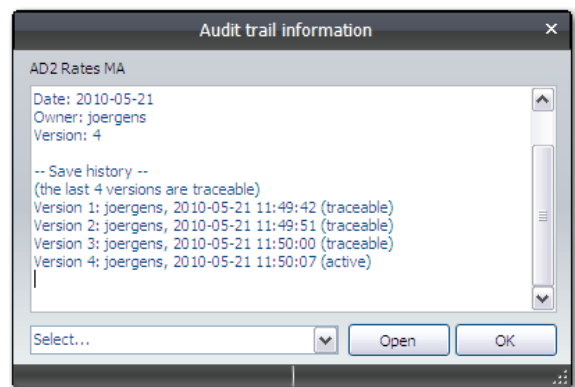 Audit trail information
AD2 Rates MA
Date: 2010-05-21
Owner: joergens
Version: 4
-- Save history --
(the last 4 versions are traceable)
Version 1: joergens, 2010-05-21 11:49:42 (traceable)
Version 2: joergens, 2010-05-21 11:49:51 (traceable)
Version 3: joergens, 2010-05-21 11:50:00 (traceable)
Version 4: joergens, 2010-05-21 11:50:07 (active)
Select...
Open
OK